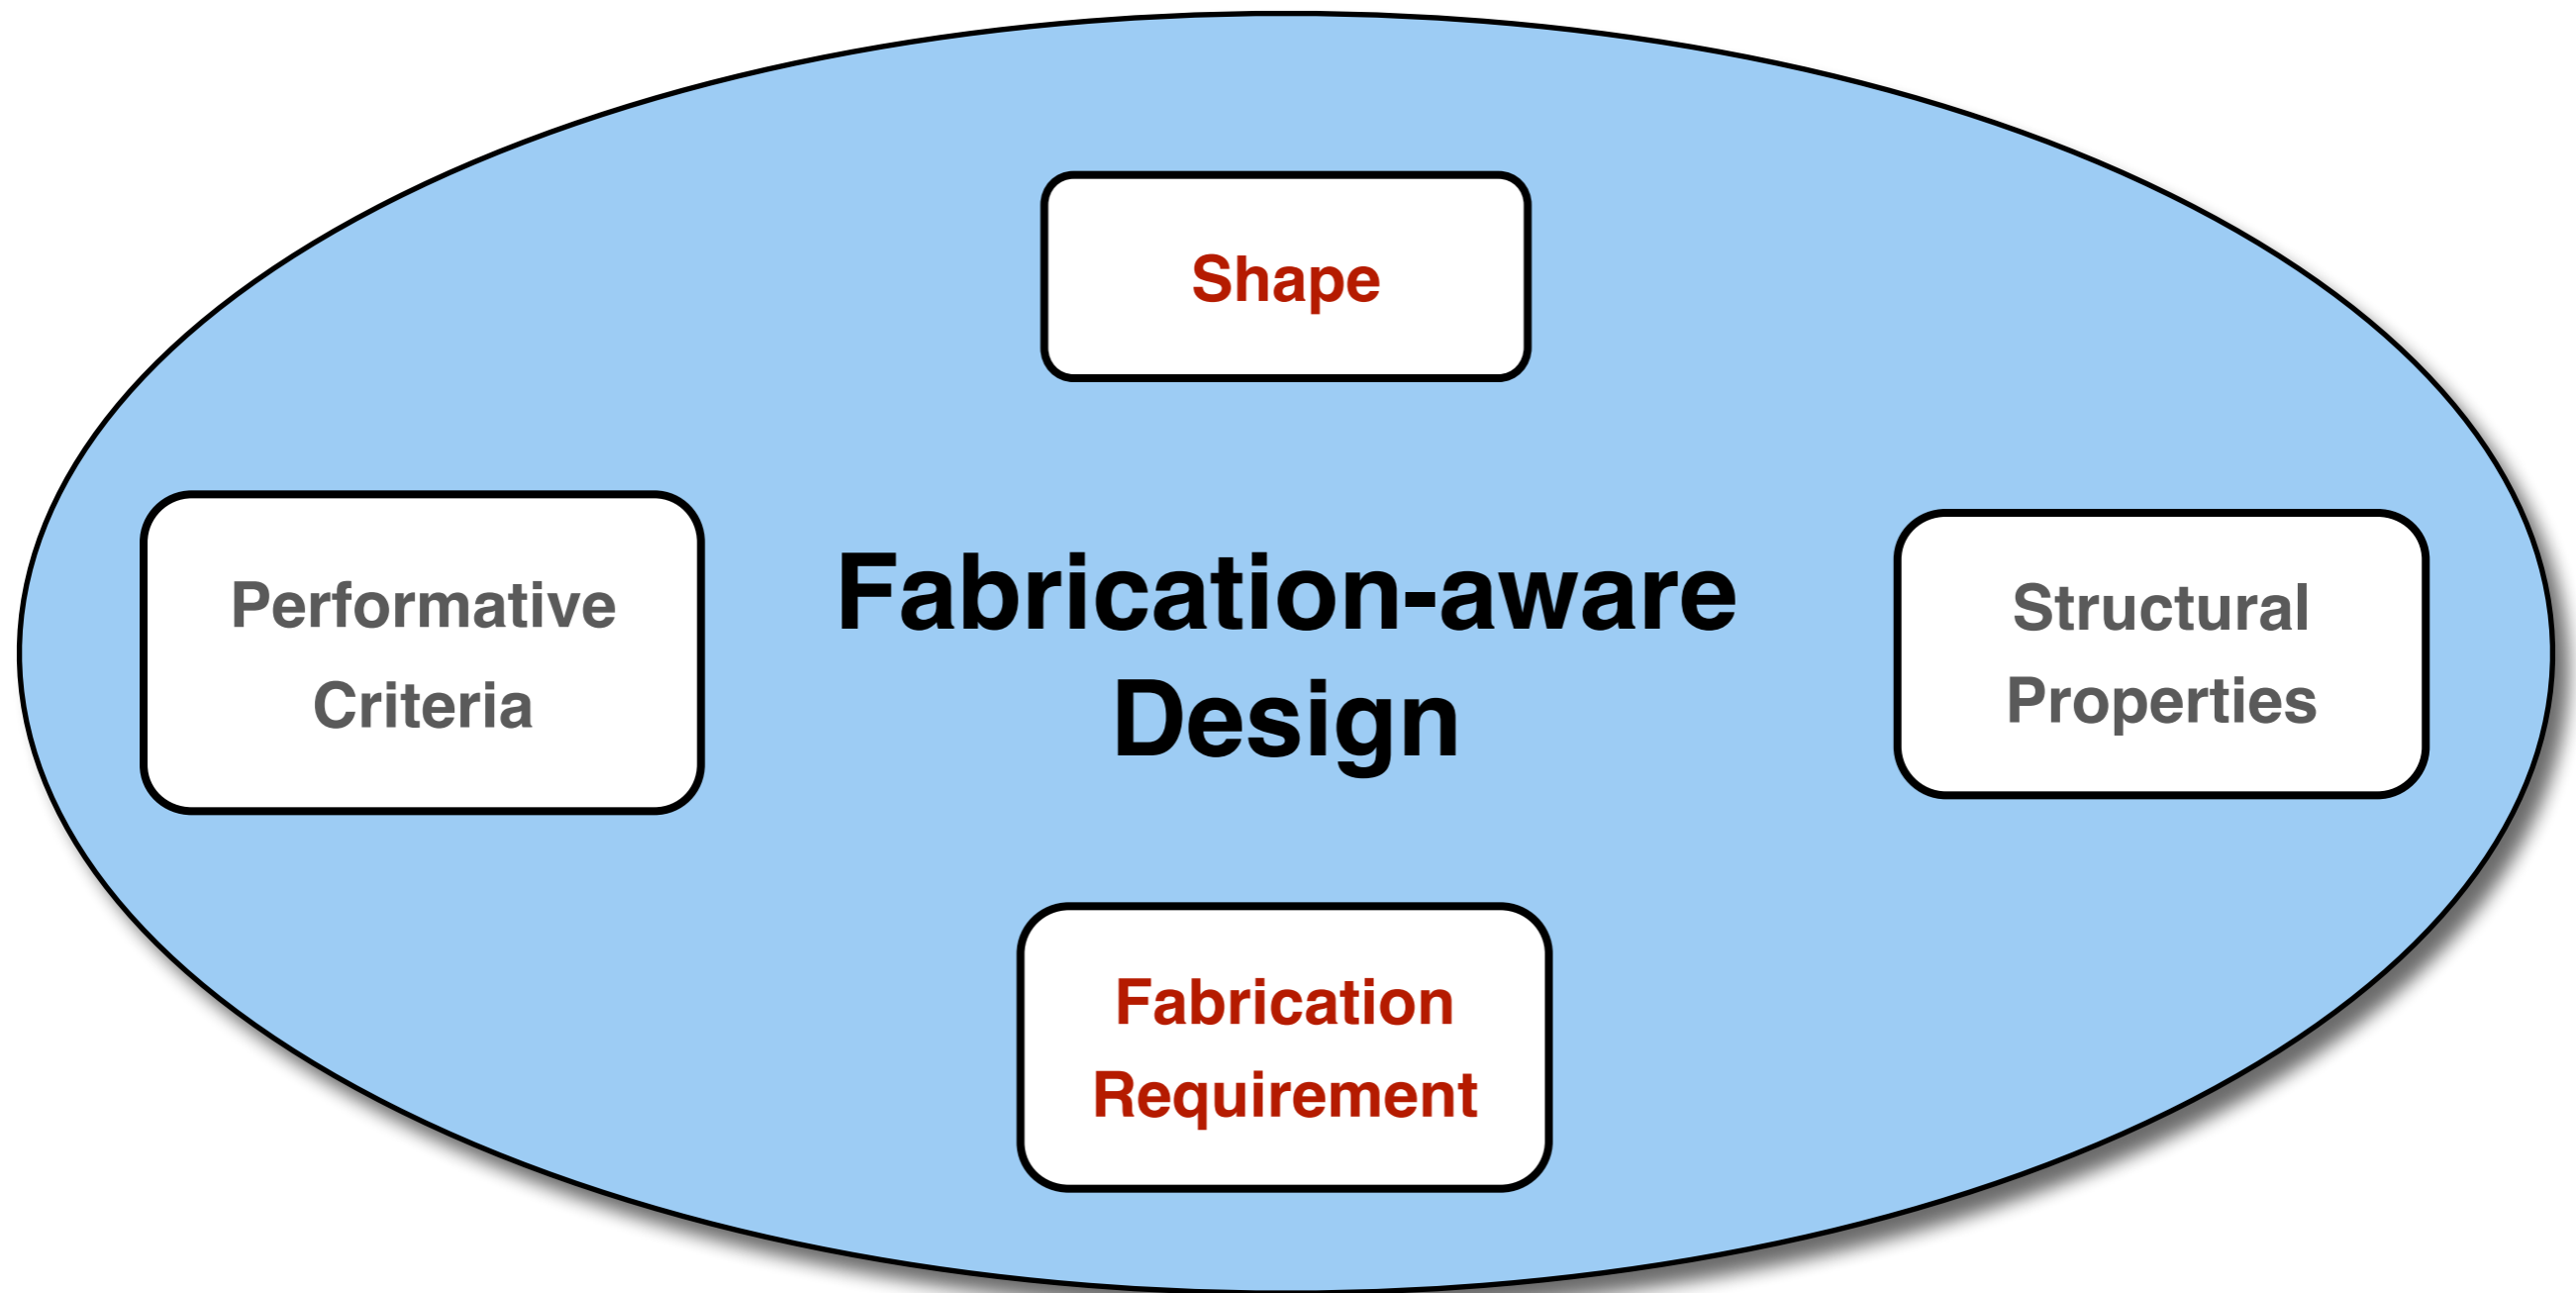 Shape
Performative
Criteria
Fabrication-aware
Design
Structural
Properties
Fabrication
Requirement